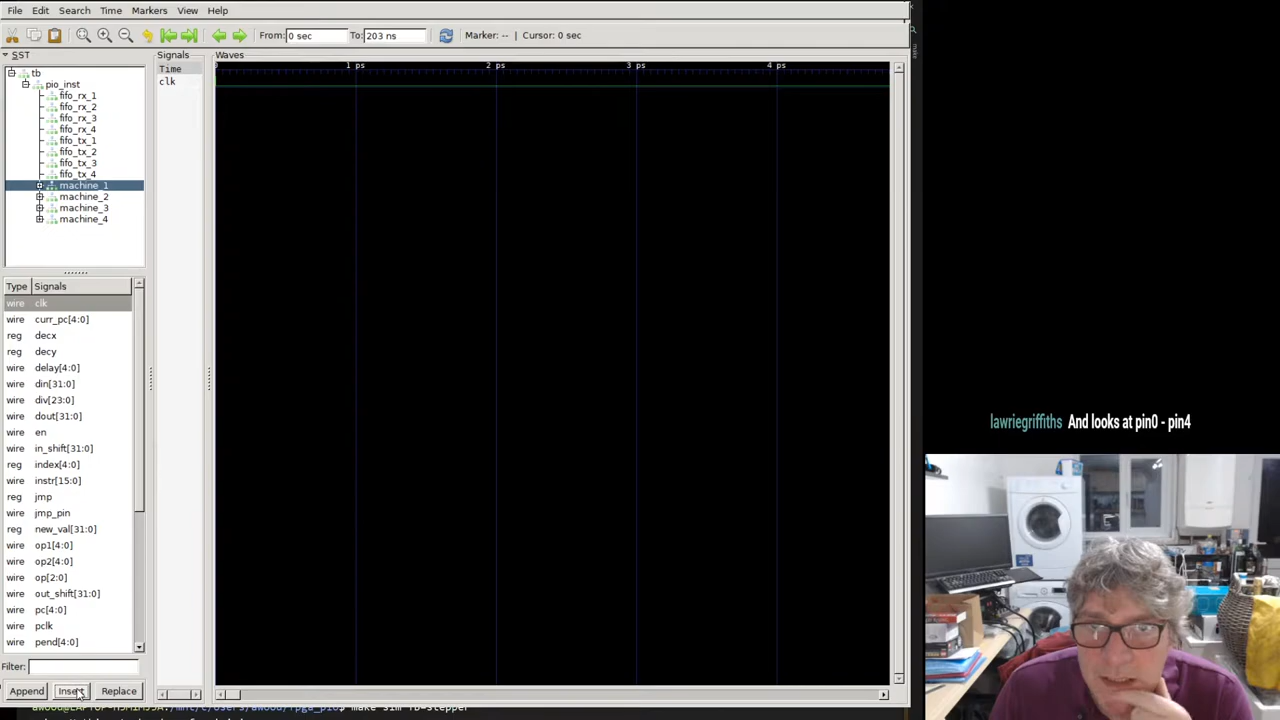 File Edit Search Time Markers View Help
From: 0 sec To: 203 ns Marker: -- | Cursor: 0 sec
SST
tb
pio_inst
fifo_rx_1
fifo_rx_2
fifo_rx_3
fifo_rx_4
fifo_tx_1
fifo_tx_2
fifo_tx_3
fifo_tx_4
machine_1
machine_2
machine_3
machine_4
Type Signals
wire clk
wire curr_pc[4:0]
reg decx
reg decy
wire delay[4:0]
wire din[31:0]
wire div[23:0]
wire dout[31:0]
wire en
wire in_shift[31:0]
reg index[4:0]
wire instr[15:0]
reg jmp
wire jmp_pin
reg new_val[31:0]
wire op1[4:0]
wire op2[4:0]
wire op[2:0]
wire out_shift[31:0]
wire pc[4:0]
wire pclk
wire pend[4:0]
Filter:
Append Insert Replace
Signals
Time
clk
Waves
1 ps 2 ps 3 ps 4 ps
lawriegriffiths And looks at pin0 - pin4